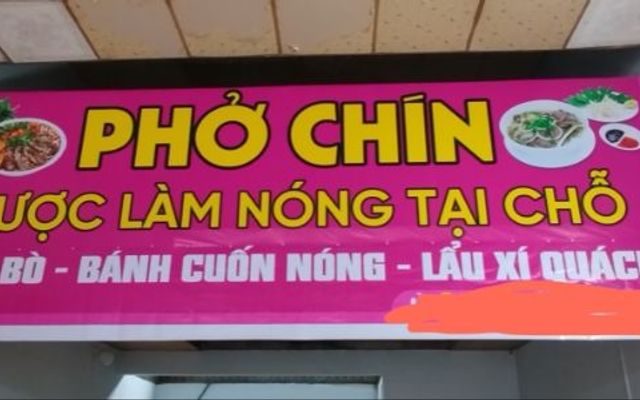 PHỞ CHÍN
ƯỢC LÀM NÓNG TẠI CHỖ
BÒ - BÁNH CUỐN NÓNG - LẨU XÍ QUÁCH